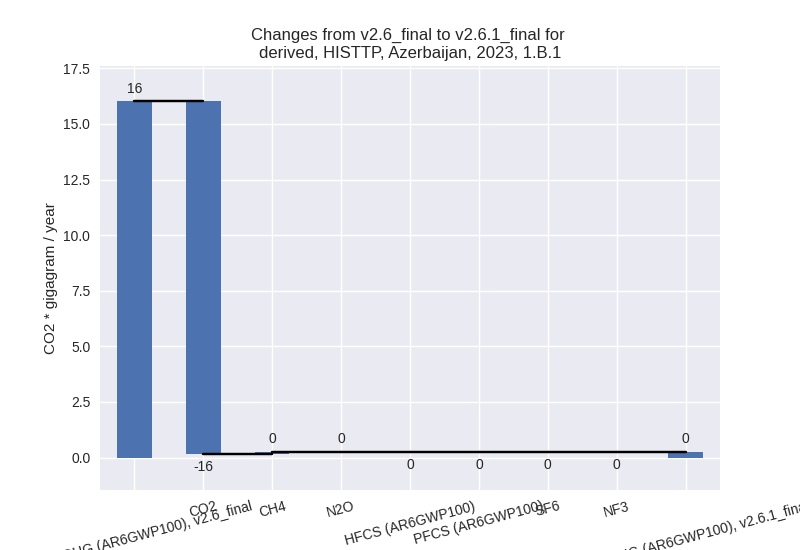 Changes from v2.6_final to v2.6.1_final for
derived, HISTTP, Azerbaijan, 2023, 1.B.1
17.5
15.0
12.5
10.0
7.5
5.0
2.5
0.0
CO2 * gigagram / year
16
-16
0
0
0
0
0
0
0
(AR6GWP100), v2.6_final
CO2
CH4
N2O
HFCS (AR6GWP100)
PFCS (AR6GWP100)
SF6
NF3
(AR6GWP100), v2.6.1_fina